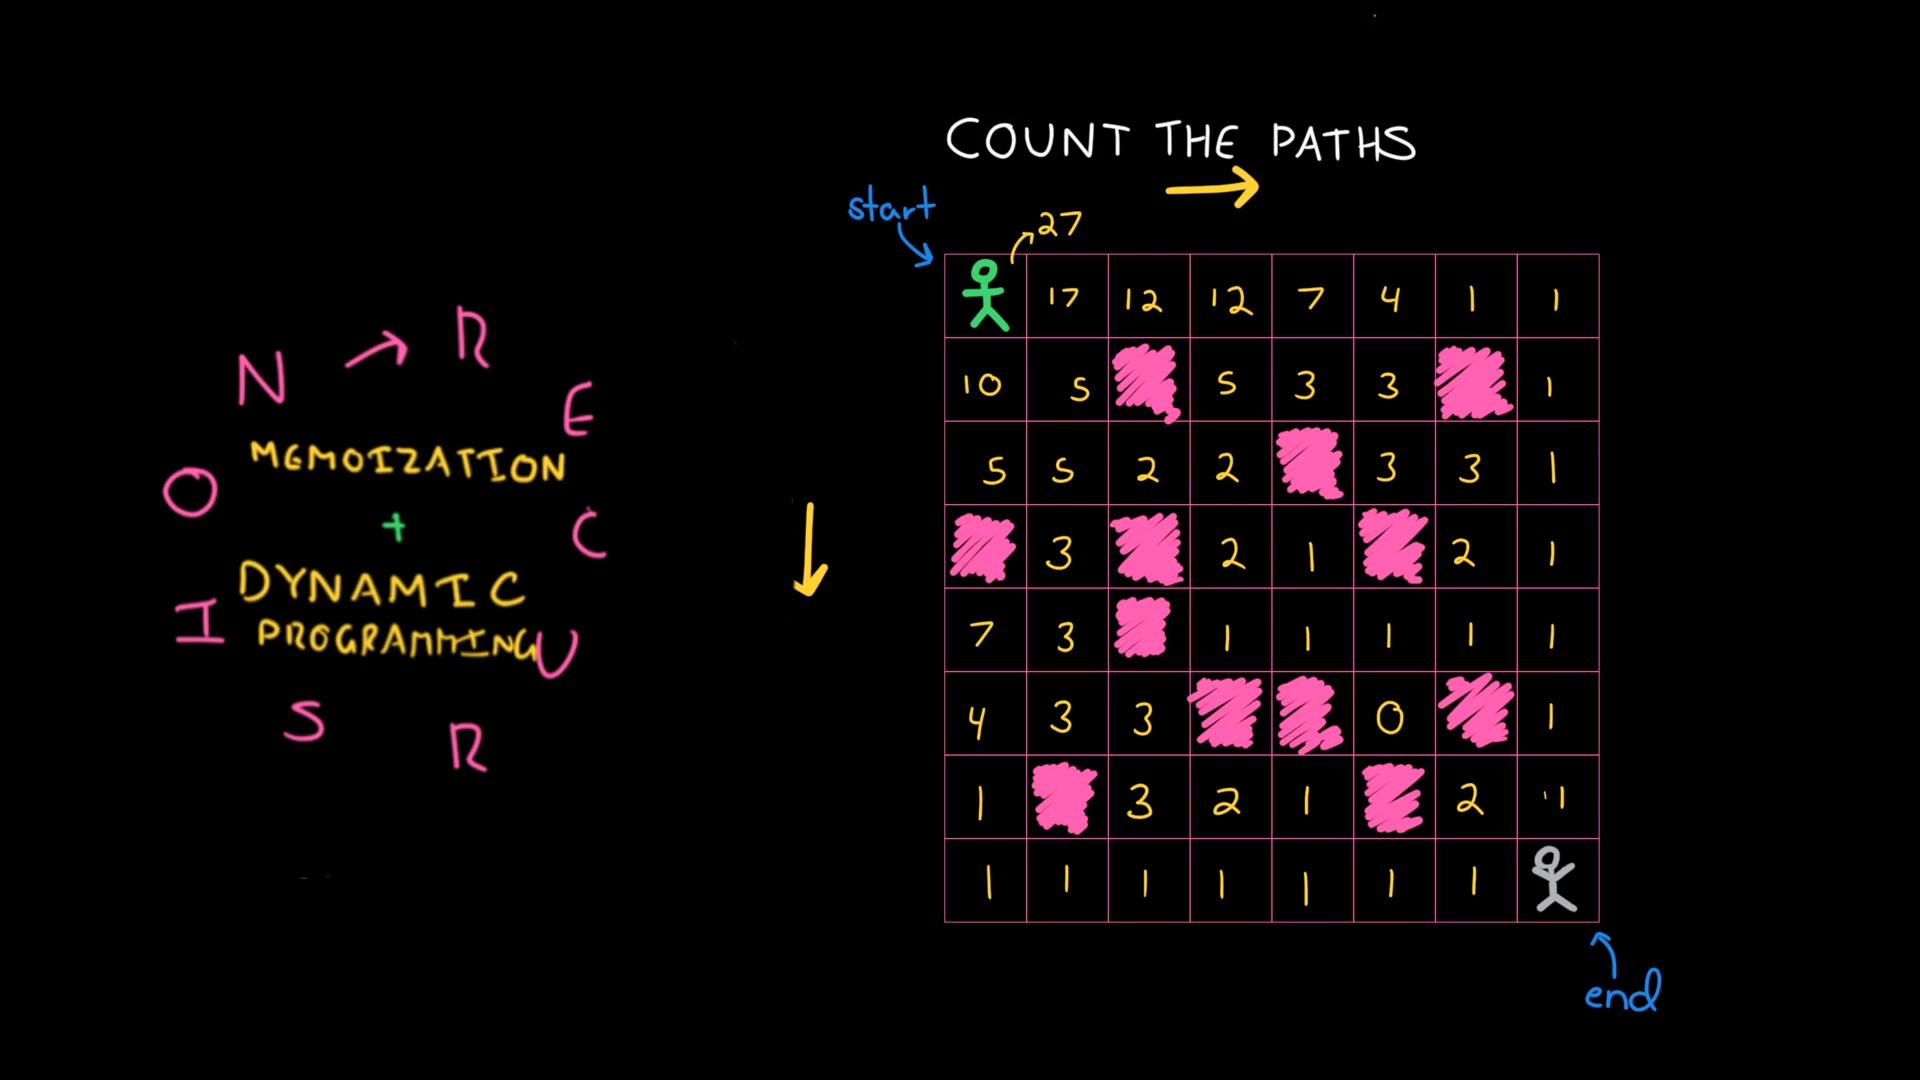 COUNT THE PATHS
start
27
17 12 12 7 4 1 1
10 5 5 3 3 1
5 5 2 2 3 3 1
3 2 1 2 1
7 3 1 1 1 1 1
4 3 3 0 1
1 3 2 1 2 1
1 1 1 1 1 1 1
end
RECURSION
MEMOIZATION
+
DYNAMIC
PROGRAMMING